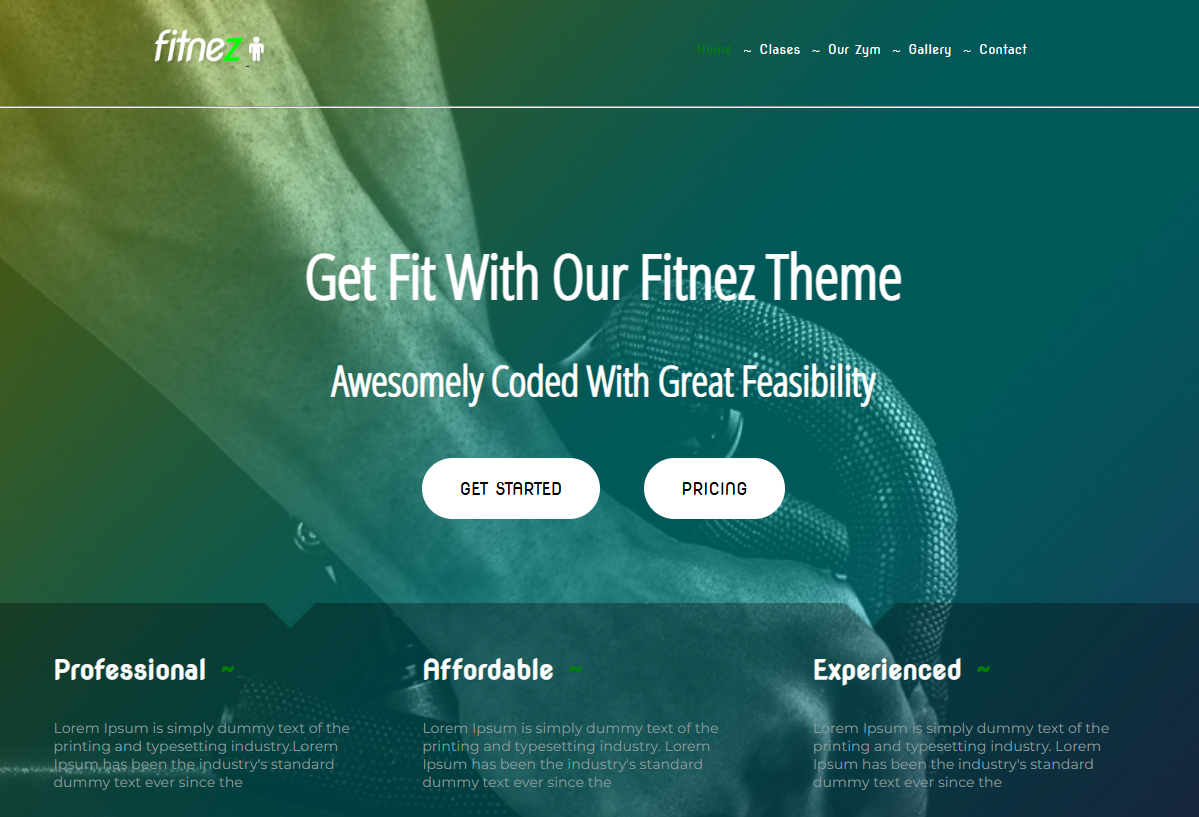 fitnez
Home ~ Clases ~ Our Zym ~ Gallery ~ Contact
Get Fit With Our Fitnez Theme
Awesomely Coded With Great Feasibility
GET STARTED
PRICING
Professional ~
Lorem Ipsum is simply dummy text of the
printing and typesetting industry.Lorem
Ipsum has been the industry's standard
dummy text ever since the
Affordable ~
Lorem Ipsum is simply dummy text of the
printing and typesetting industry. Lorem
Ipsum has been the industry's standard
dummy text ever since the
Experienced ~
Lorem Ipsum is simply dummy text of the
printing and typesetting industry. Lorem
Ipsum has been the industry's standard
dummy text ever since the